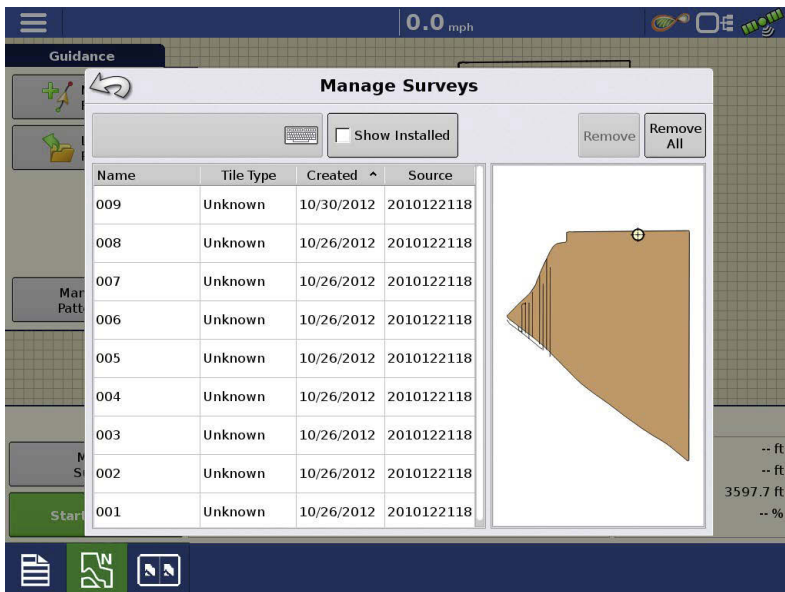 0.0 mph
Guidance
Manage Surveys
Show Installed
Remove
Remove
All
Name Tile Type Created Source
009 Unknown 10/30/2012 2010122118
008 Unknown 10/26/2012 2010122118
007 Unknown 10/26/2012 2010122118
006 Unknown 10/26/2012 2010122118
005 Unknown 10/26/2012 2010122118
004 Unknown 10/26/2012 2010122118
003 Unknown 10/26/2012 2010122118
002 Unknown 10/26/2012 2010122118
001 Unknown 10/26/2012 2010122118
Mar
Patt
M
S
Start
-- ft
-- ft
3597.7 ft
-- %
N